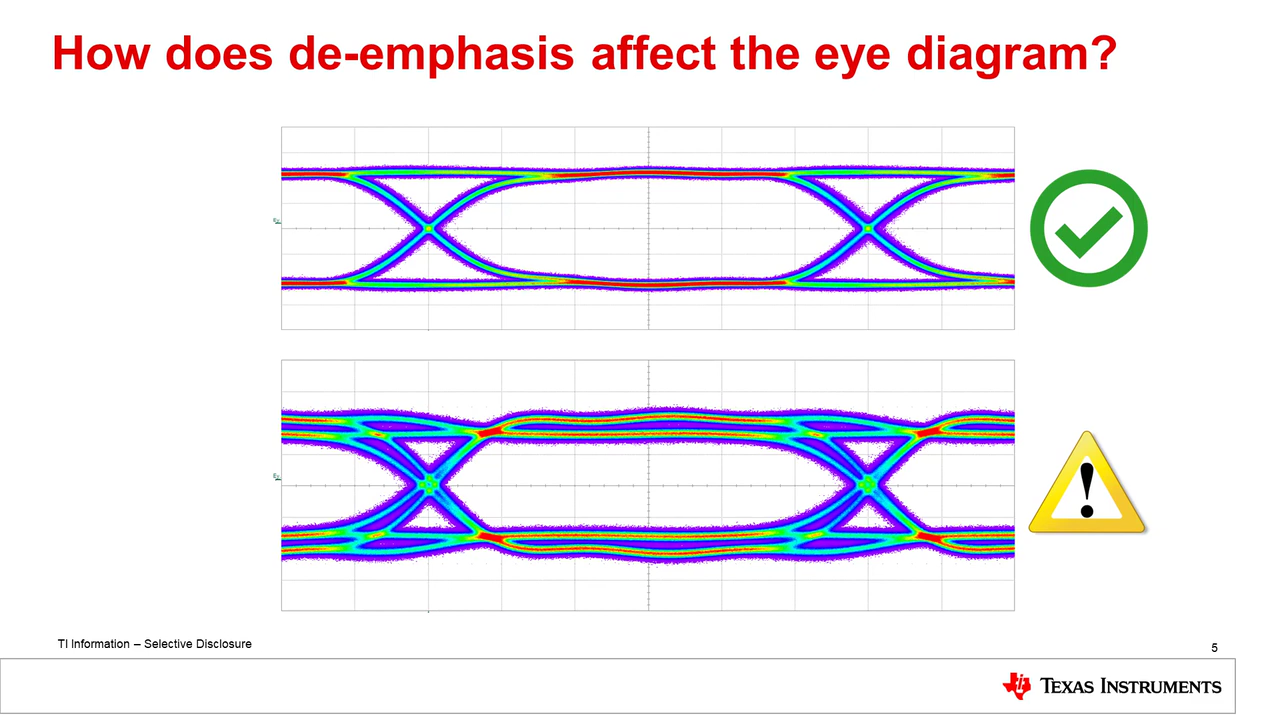 How does de-emphasis affect the eye diagram?
TI Information – Selective Disclosure
5
TEXAS INSTRUMENTS